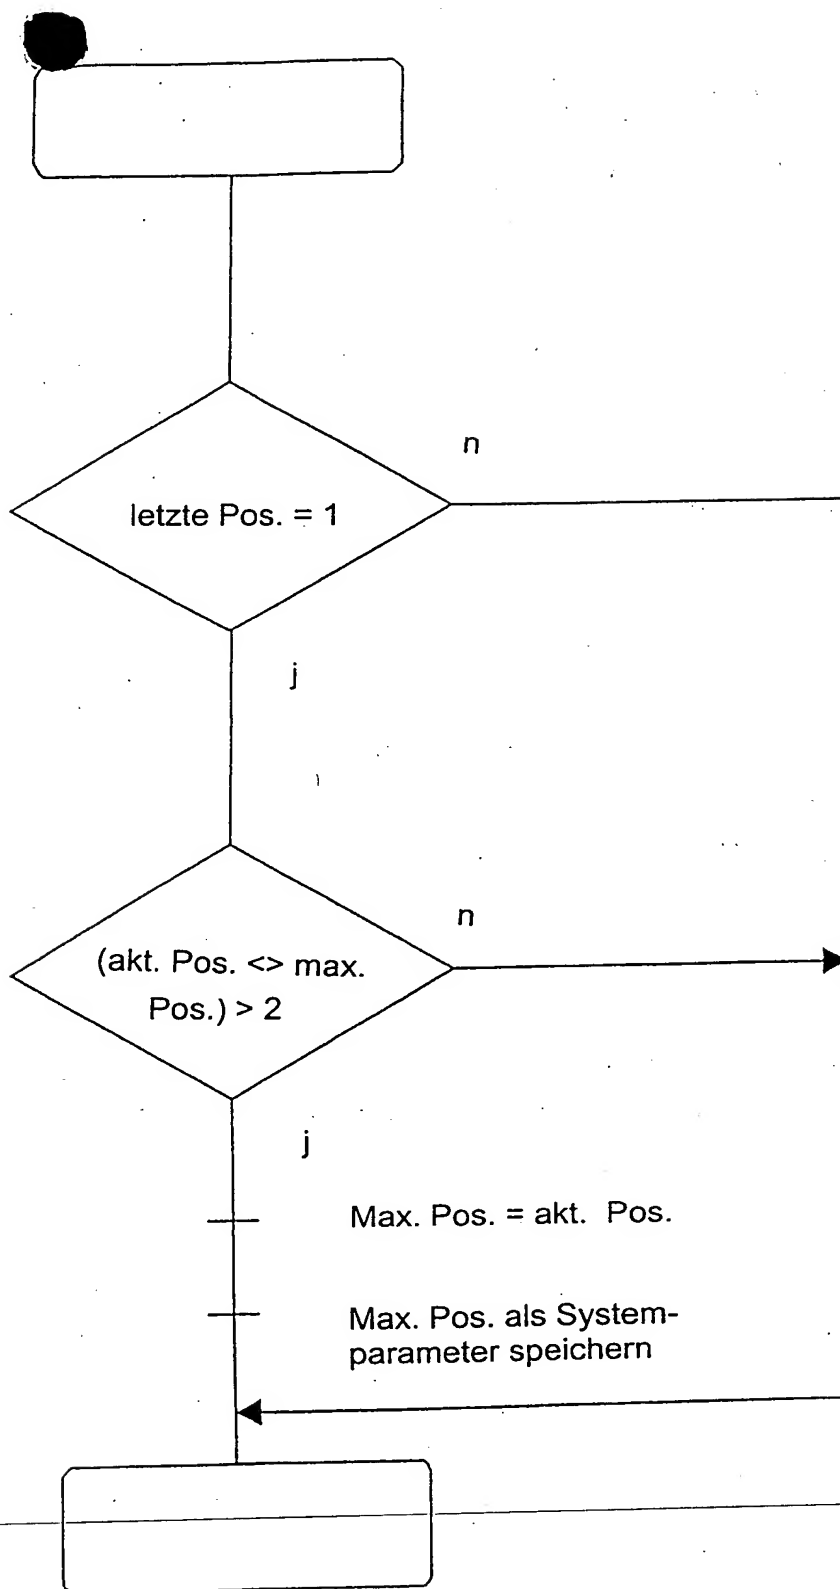 n
letzte Pos. = 1
j
n
(akt. Pos. <> max.
Pos.) > 2
j
Max. Pos. = akt. Pos.
Max. Pos. als System-
parameter speichern